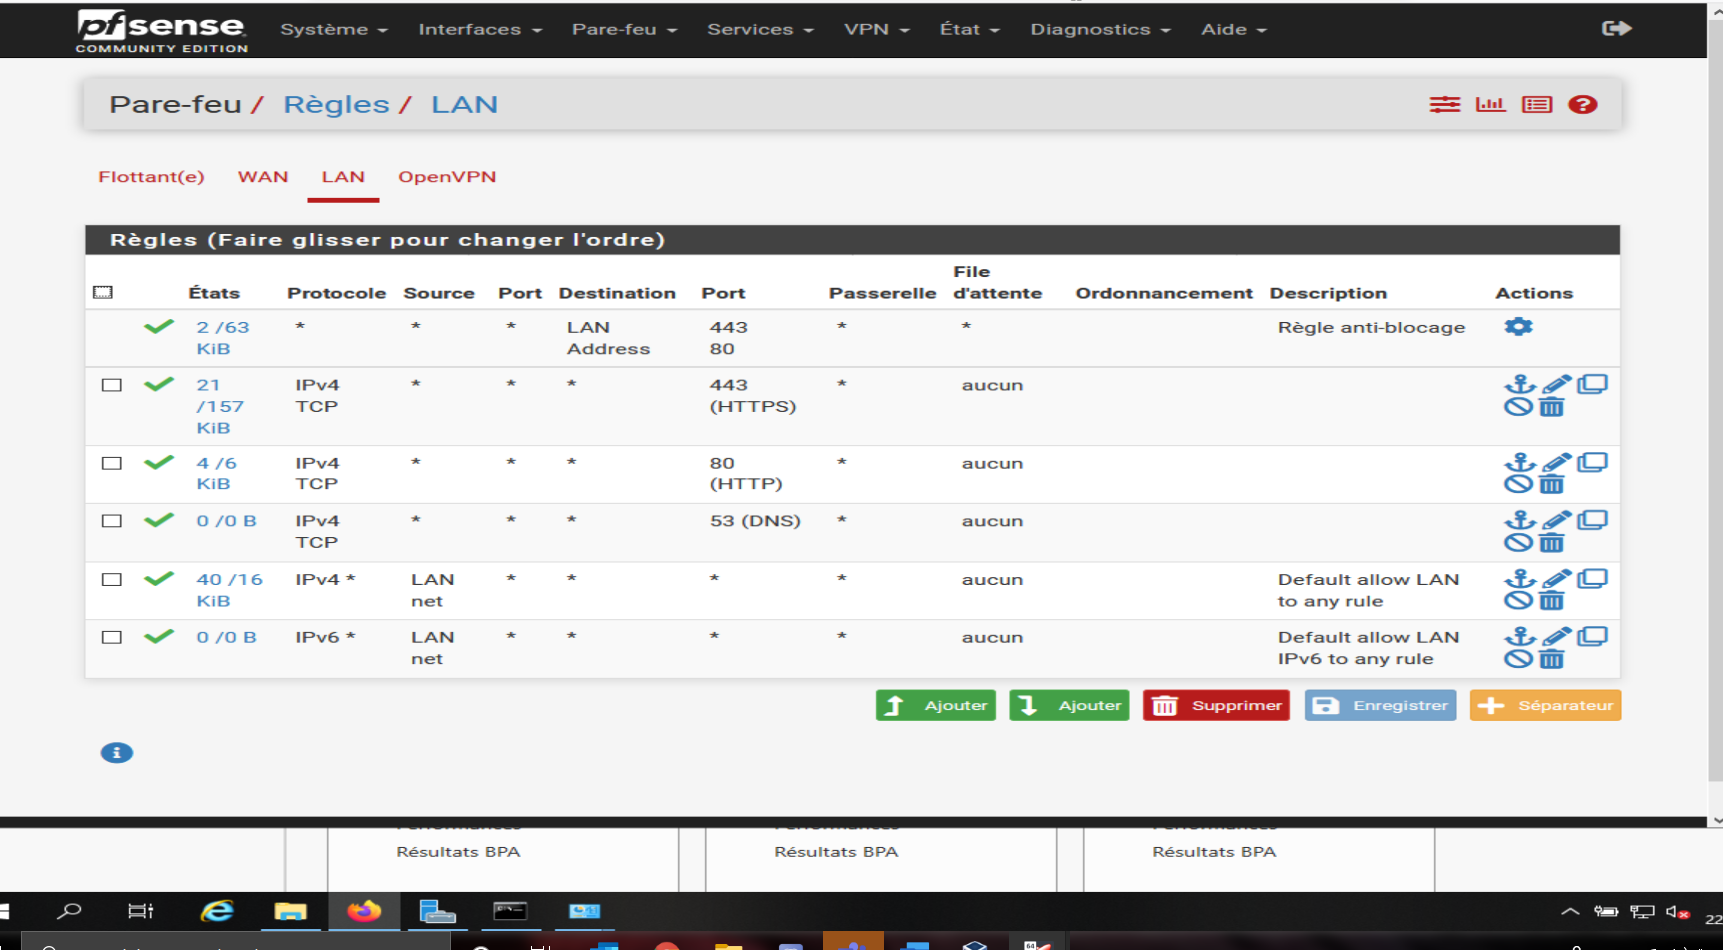 pfsense
COMMUNITY EDITION
Système
Interfaces
Pare-feu
Services
VPN
État
Diagnostics
Aide
Pare-feu / Règles / LAN
Flottant(e)
WAN
LAN
OpenVPN
Règles (Faire glisser pour changer l'ordre)
États Protocole Source Port Destination Port Passerelle File d'attente Ordonnancement Description Actions
2 /63 KiB * * * LAN Address 443 80 * * Règle anti-blocage
21 /157 KiB IPv4 TCP * * * 443 (HTTPS) * aucun
4 /6 KiB IPv4 TCP * * * 80 (HTTP) * aucun
0 /0 B IPv4 TCP * * * 53 (DNS) * aucun
40 /16 KiB IPv4 * LAN net * * * * aucun Default allow LAN to any rule
0 /0 B IPv6 * LAN net * * * * aucun Default allow LAN IPv6 to any rule
Ajouter
Ajouter
Supprimer
Enregistrer
Séparateur
Résultats BPA
Résultats BPA
Résultats BPA
22
64